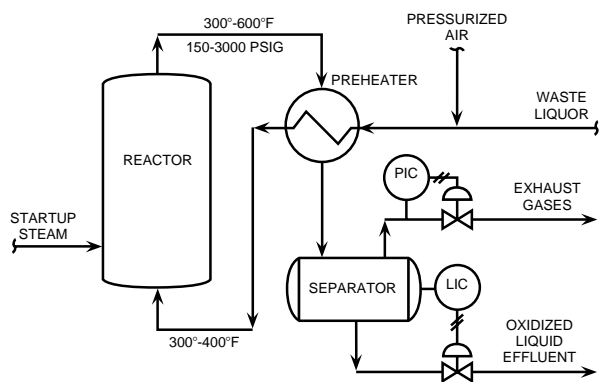 300°-600°F
150-3000 PSIG
PRESSURIZED
AIR
PREHEATER
WASTE
LIQUOR
REACTOR
PIC
EXHAUST
GASES
STARTUP
STEAM
SEPARATOR
LIC
300°-400°F
OXIDIZED
LIQUID
EFFLUENT